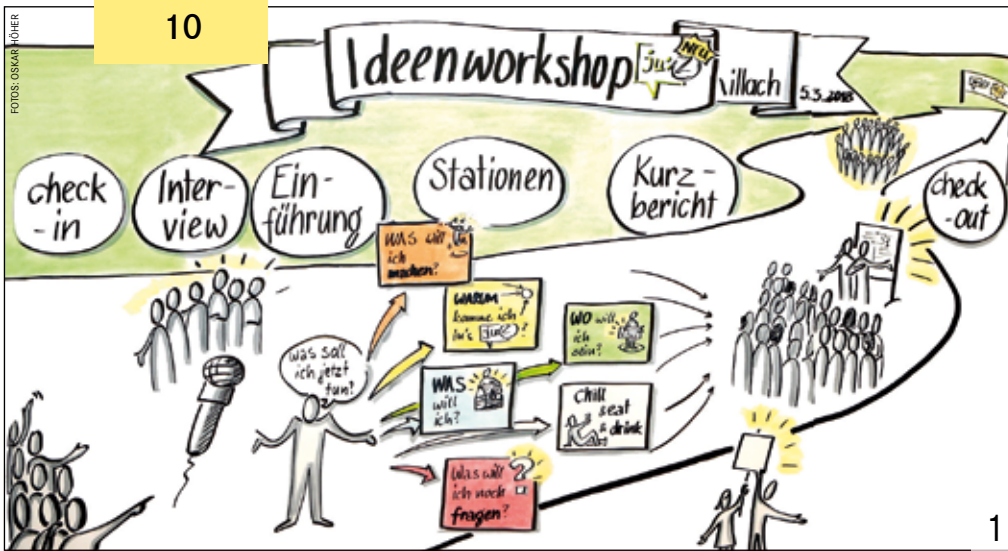 10
FOTOS: OSKAR HÖHER
Ideenworkshop juz NEU
Villach 5.3.2018
check
-in
Inter-
view
Ein-
führung
Stationen
Kurz-
bericht
check
-out
was soll
ich jetzt
tun?
WAS will
ich
machen?
WARUM
komme ich
in's juz?
WAS
will
ich?
WO will
ich
sein?
Chill
seat
& drink
Was will
ich noch
fragen?
1